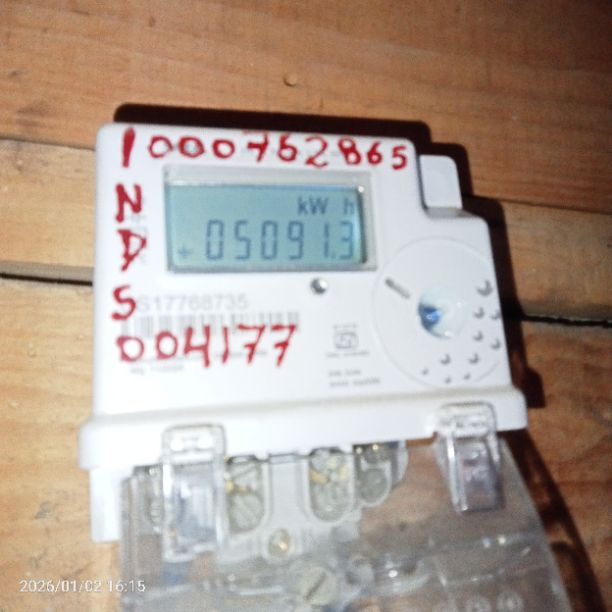 1000762865
kW h
05091.3
N
D
S
S17768735
004177
2026/01/02 16:15